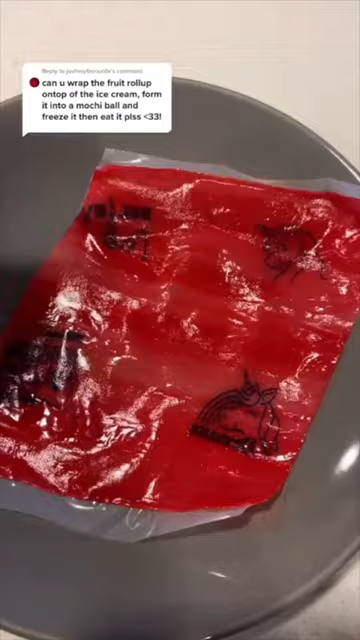 Reply to justmyfavourite's comment
can u wrap the fruit rollup
ontop of the ice cream, form
it into a mochi ball and
freeze it then eat it plss <33!